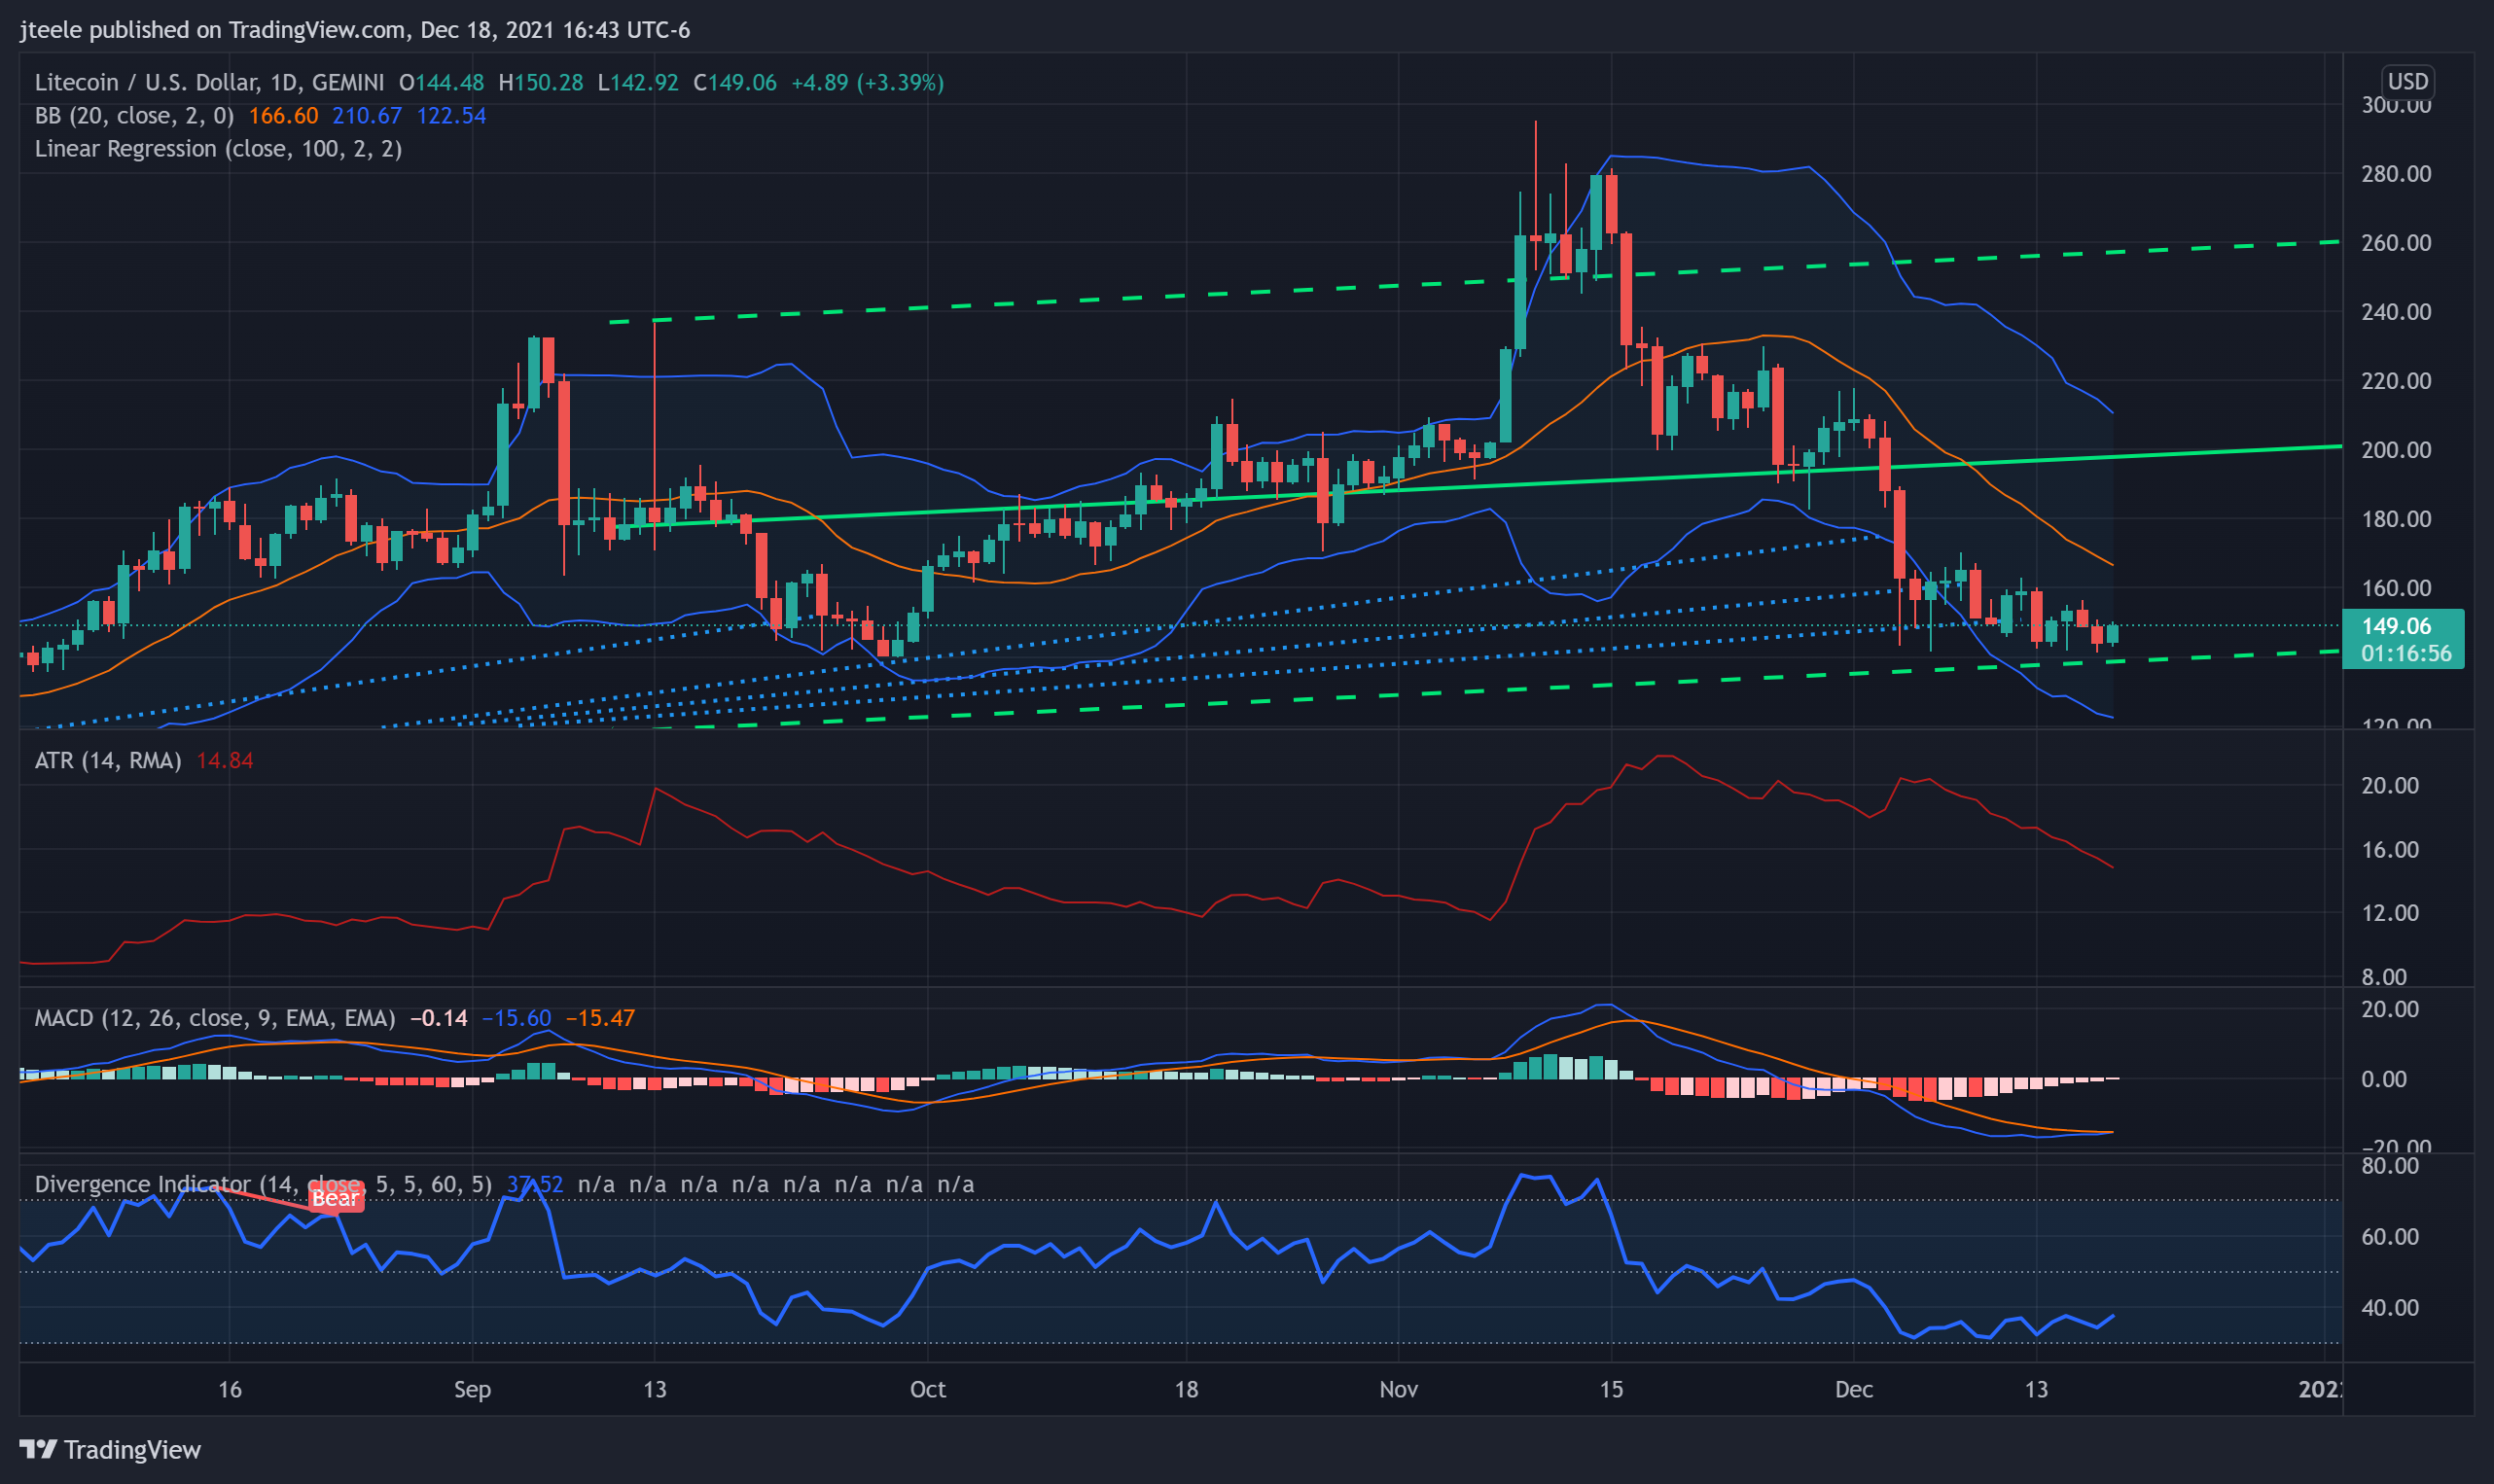 jteele published on TradingView.com, Dec 18, 2021 16:43 UTC-6
Litecoin / U.S. Dollar, 1D, GEMINI O144.48 H150.28 L142.92 C149.06 +4.89 (+3.39%)
BB (20, close, 2, 0) 166.60 210.67 122.54
Linear Regression (close, 100, 2, 2)
USD
300.00
280.00
260.00
240.00
220.00
200.00
180.00
160.00
149.06
01:16:56
120.00
ATR (14, RMA) 14.84
20.00
16.00
12.00
8.00
MACD (12, 26, close, 9, EMA, EMA) −0.14 −15.60 −15.47
20.00
0.00
−20.00
Divergence Indicator (14, close, 5, 5, 60, 5) 37.52 n/a n/a n/a n/a n/a n/a n/a n/a
Bear
80.00
60.00
40.00
16 Sep 13 Oct 18 Nov 15 Dec 13
TradingView